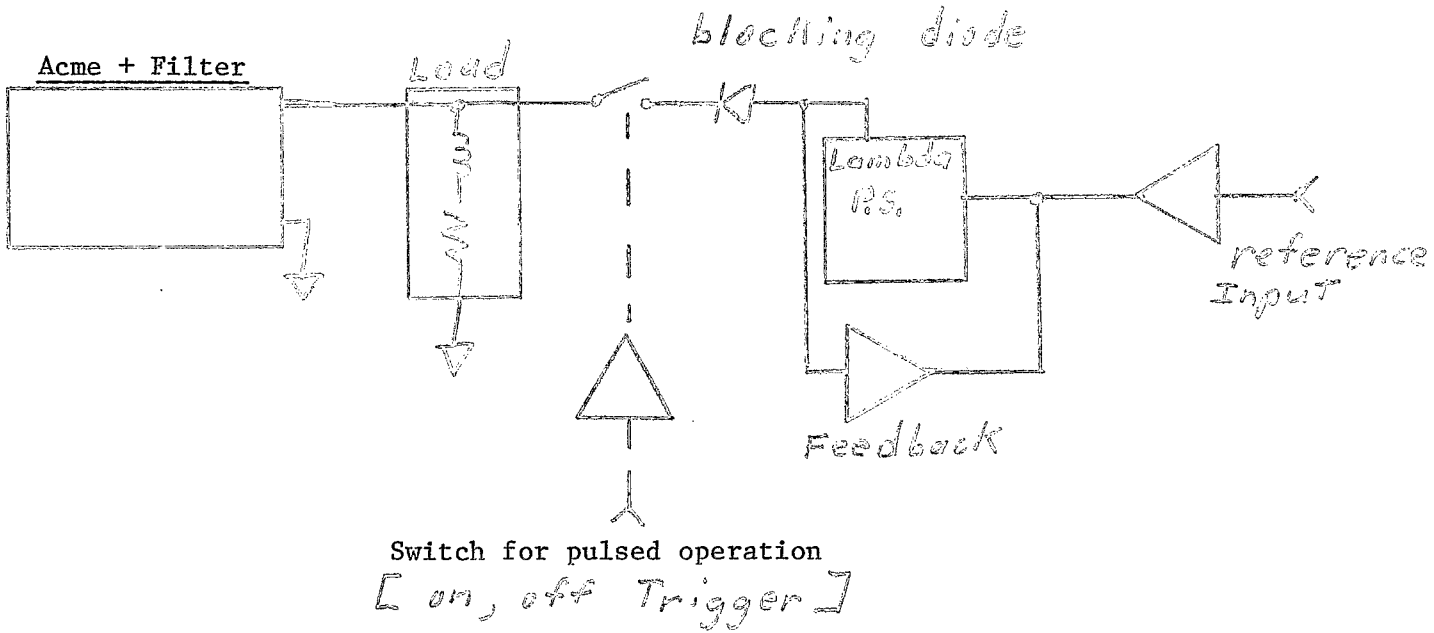 blocking diode
Acme + Filter
Load
Lambda
P.S.
reference
Input
Feedback
Switch for pulsed operation
[on, off Trigger]